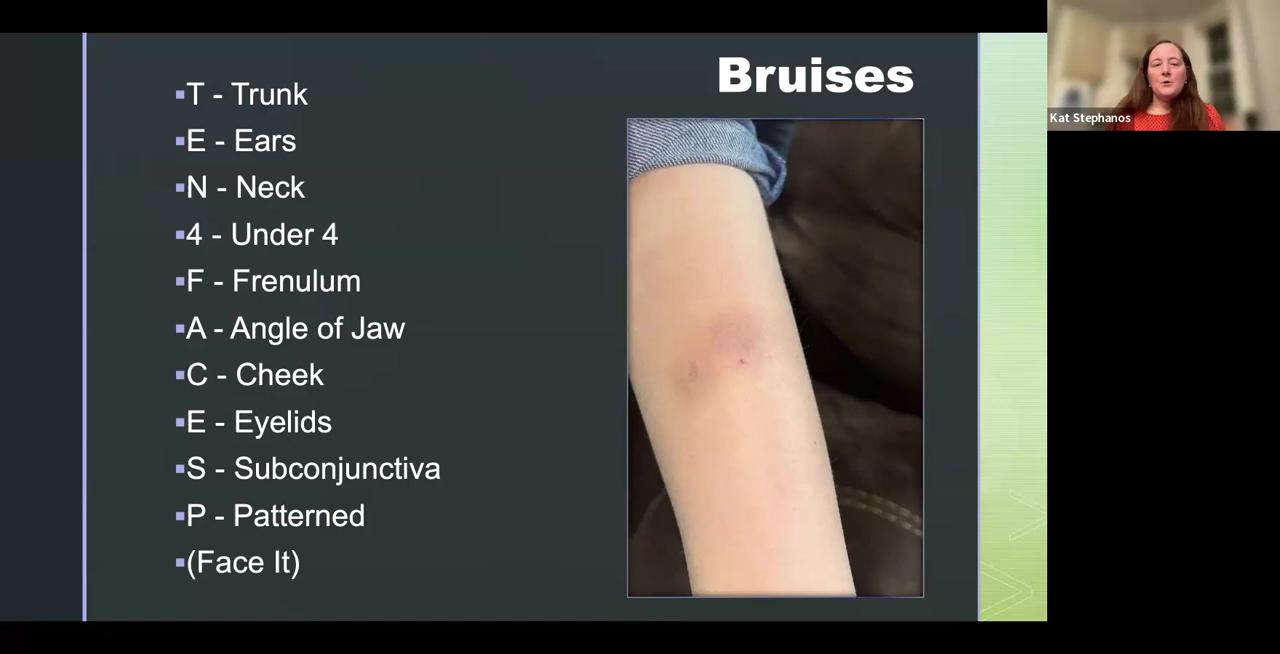 Bruises
T - Trunk
E - Ears
N - Neck
4 - Under 4
F - Frenulum
A - Angle of Jaw
C - Cheek
E - Eyelids
S - Subconjunctiva
P - Patterned
(Face It)
Kat Stephanos